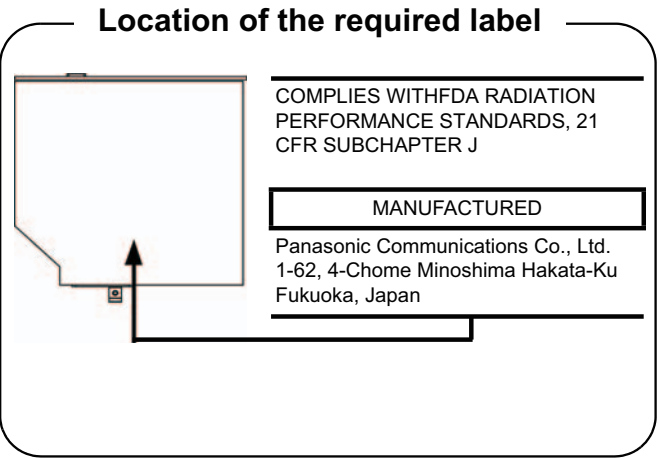 Location of the required label
COMPLIES WITHFDA RADIATION
PERFORMANCE STANDARDS, 21
CFR SUBCHAPTER J
MANUFACTURED
Panasonic Communications Co., Ltd.
1-62, 4-Chome Minoshima Hakata-Ku
Fukuoka, Japan